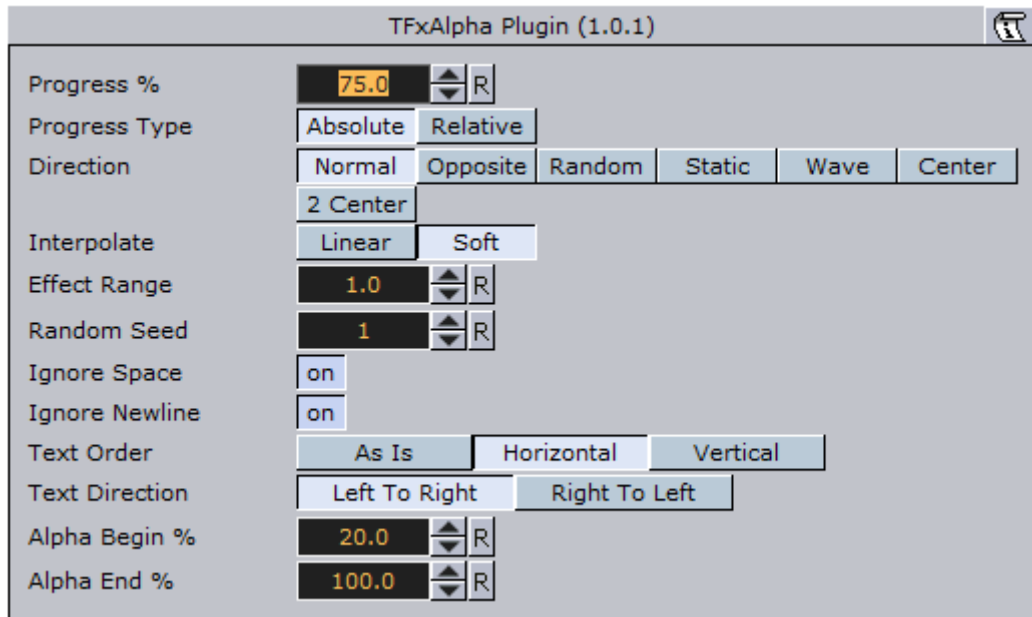 TFxAlpha Plugin (1.0.1)
Progress % 75.0 R
Progress Type Absolute Relative
Direction Normal Opposite Random Static Wave Center
2 Center
Interpolate Linear Soft
Effect Range 1.0 R
Random Seed 1 R
Ignore Space on
Ignore Newline on
Text Order As Is Horizontal Vertical
Text Direction Left To Right Right To Left
Alpha Begin % 20.0 R
Alpha End % 100.0 R